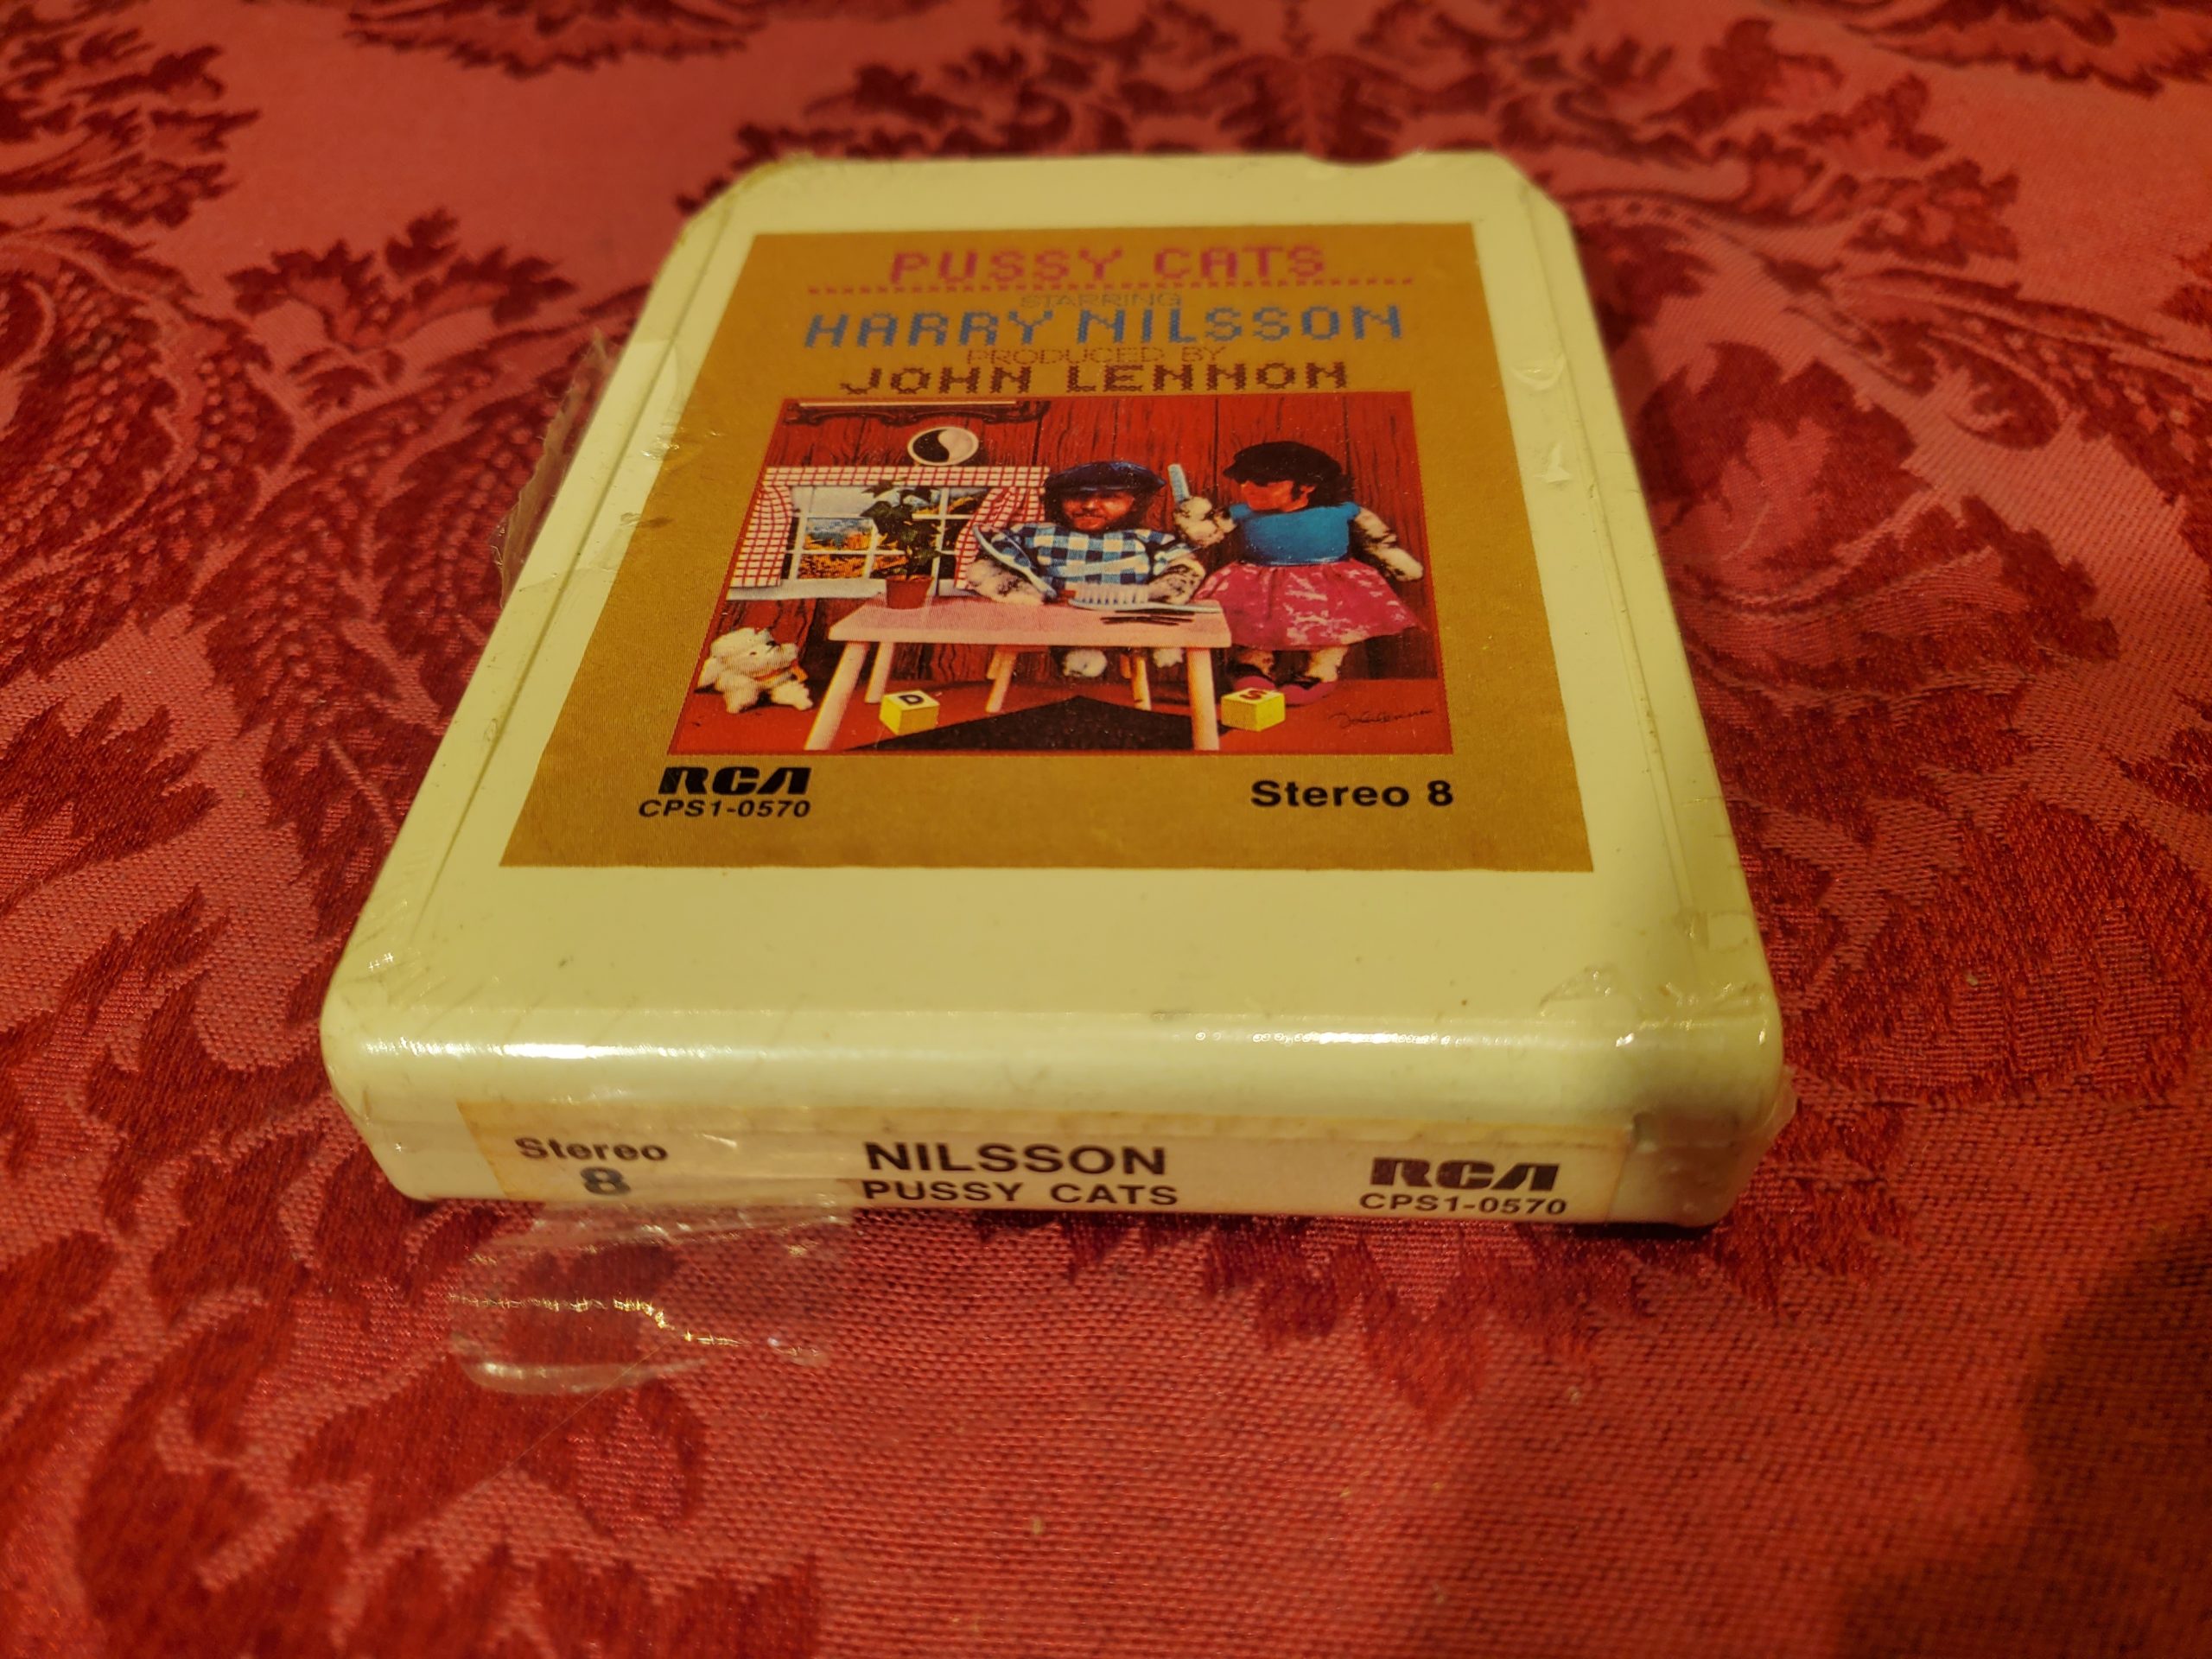 PUSSY CATS
STARRING
HARRY NILSSON
PRODUCED BY
JOHN LENNON
D
S
RCA
CPS1-0570
Stereo 8
Stereo
8
NILSSON
PUSSY CATS
RCA
CPS1-0570